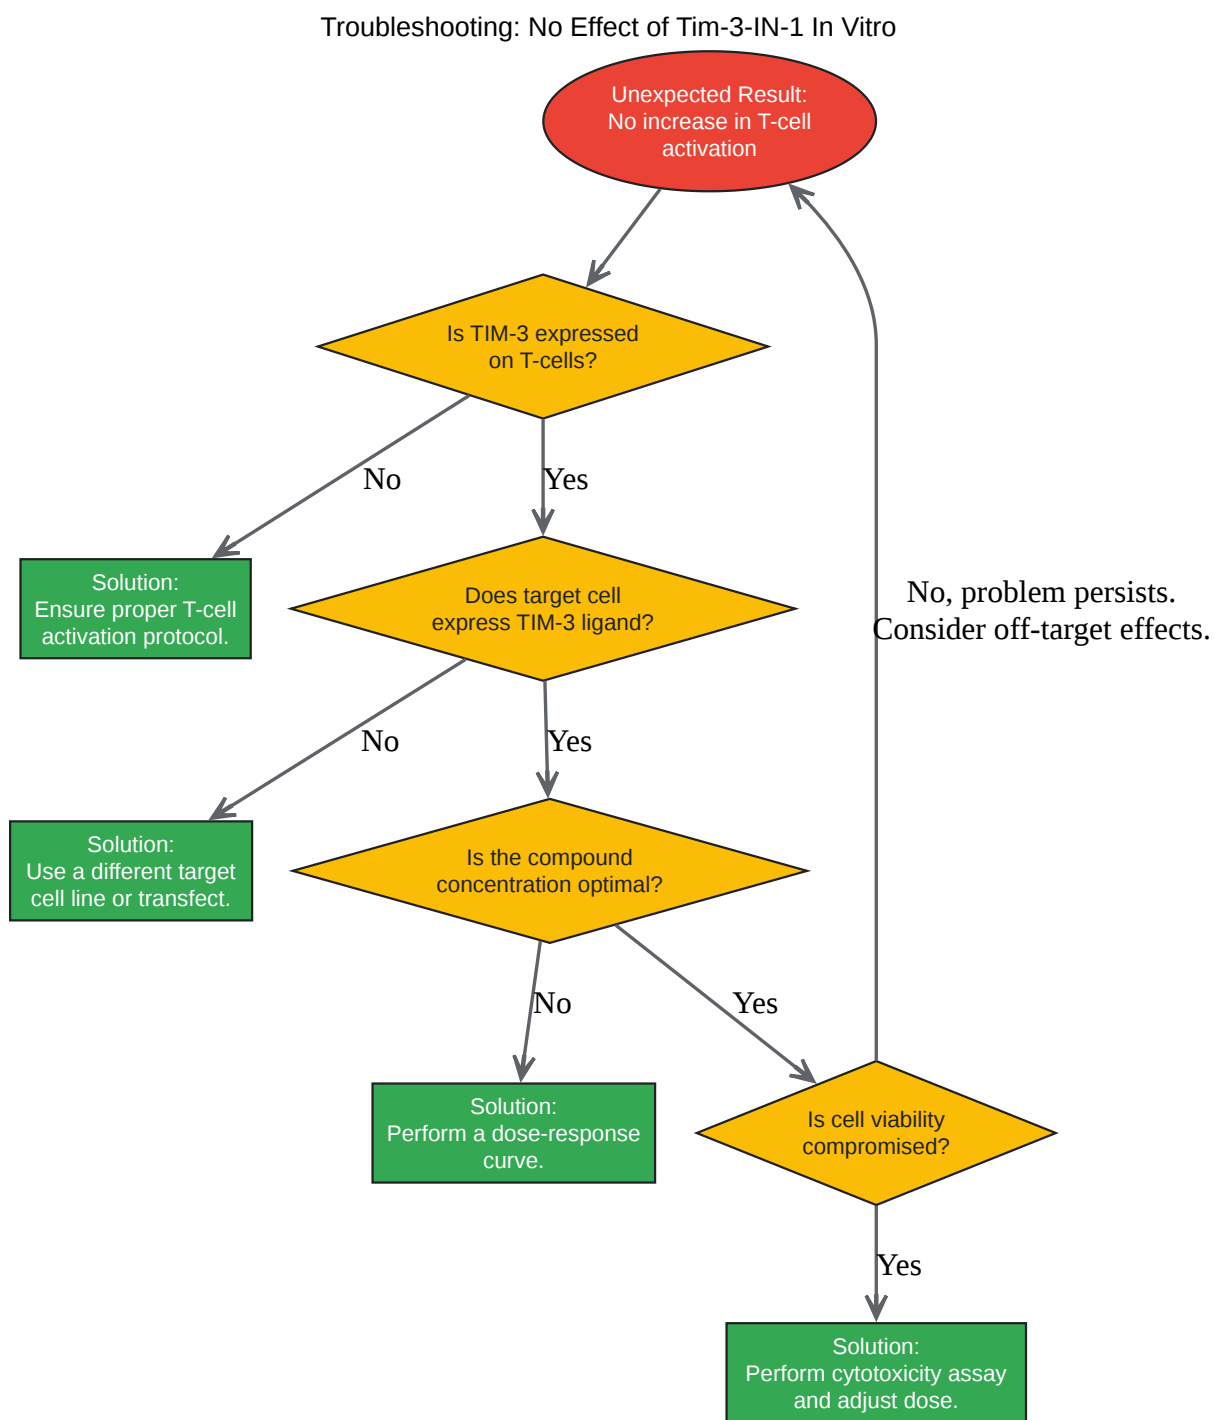 Troubleshooting: No Effect of Tim-3-IN-1 In Vitro
Unexpected Result:
No increase in T-cell
activation
Is TIM-3 expressed
on T-cells?
No
Yes
Solution:
Ensure proper T-cell
activation protocol.
Does target cell
express TIM-3 ligand?
No, problem persists.
Consider off-target effects.
No
Yes
Solution:
Use a different target
cell line or transfect.
Is the compound
concentration optimal?
No
Yes
Solution:
Perform a dose-response
curve.
Is cell viability
compromised?
Yes
Solution:
Perform cytotoxicity assay
and adjust dose.